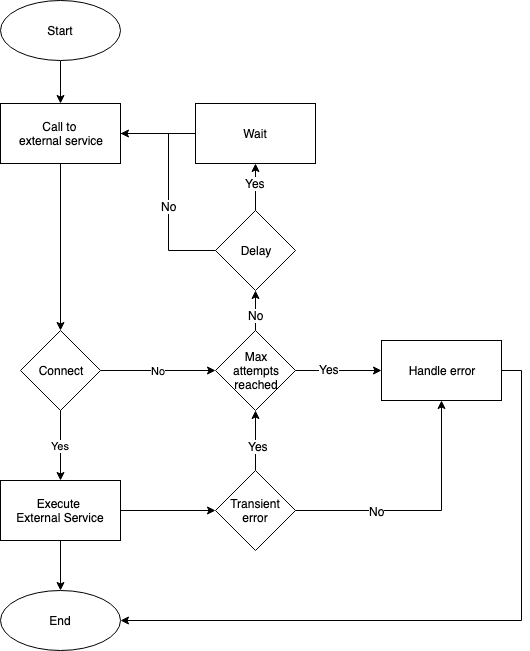 Start
Call to
external service
Wait
Yes
No
Delay
No
Connect
No
Max
attempts
reached
Yes
Handle error
Yes
Yes
Execute
External Service
Transient
error
No
End